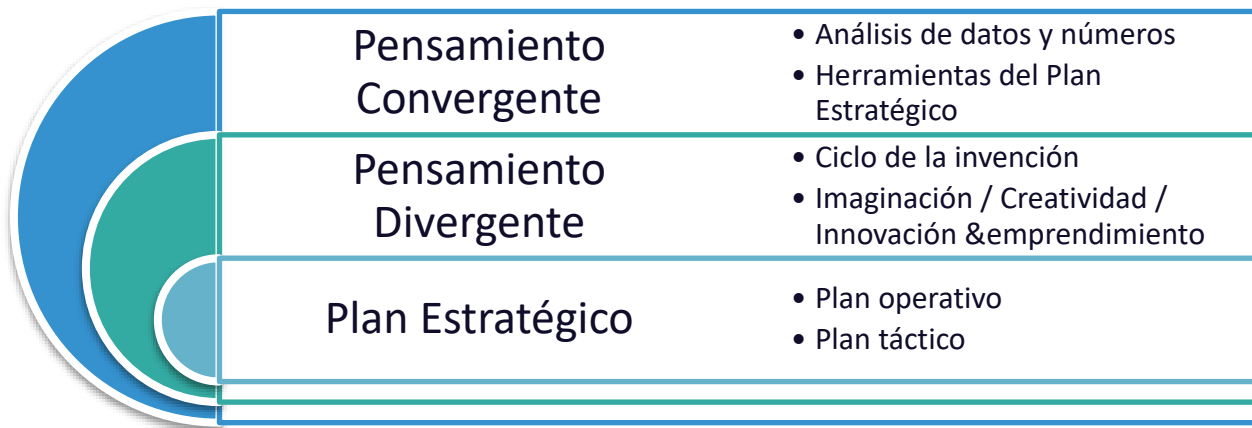 Pensamiento
Convergente
• Análisis de datos y números
• Herramientas del Plan
Estratégico
Pensamiento
Divergente
• Ciclo de la invención
• Imaginación / Creatividad /
Innovación &emprendimiento
Plan Estratégico
• Plan operativo
• Plan táctico